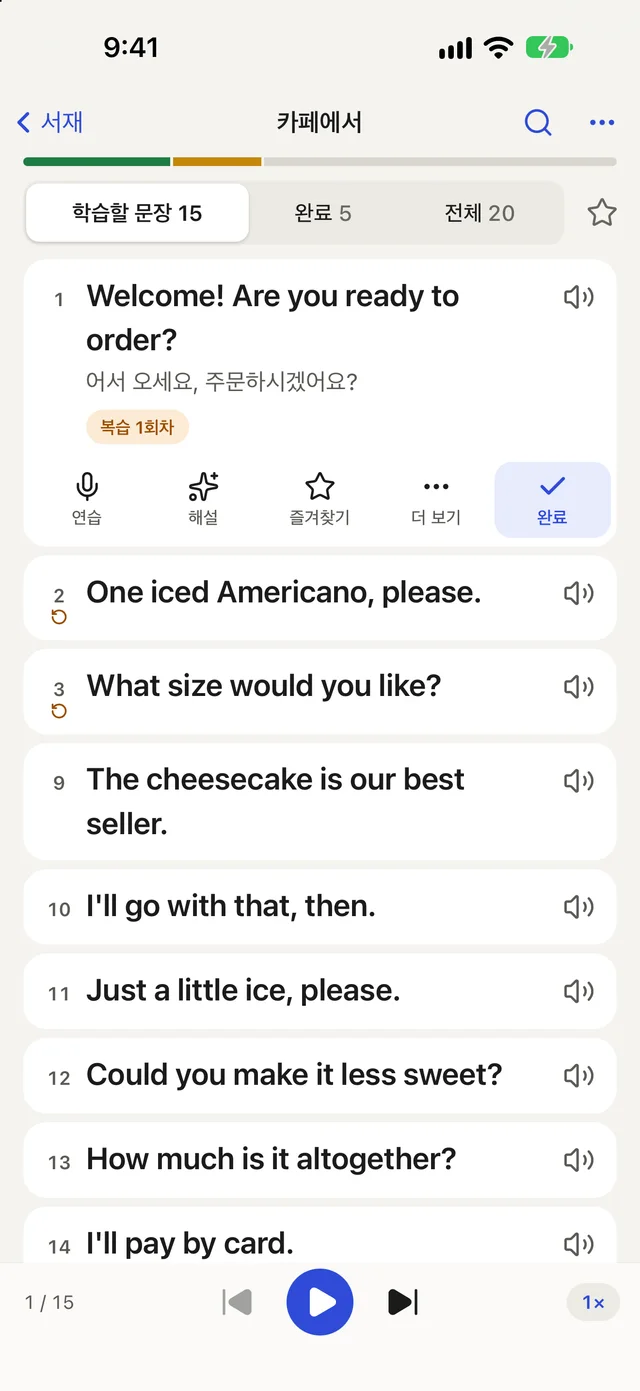 9:41
서재
카페에서
학습할 문장 15
완료 5
전체 20
1
Welcome! Are you ready to
order?
어서 오세요, 주문하시겠어요?
복습 1회차
연습
해설
즐겨찾기
더 보기
완료
2
One iced Americano, please.
3
What size would you like?
9
The cheesecake is our best
seller.
10
I'll go with that, then.
11
Just a little ice, please.
12
Could you make it less sweet?
13
How much is it altogether?
14
I'll pay by card.
1 / 15
1×